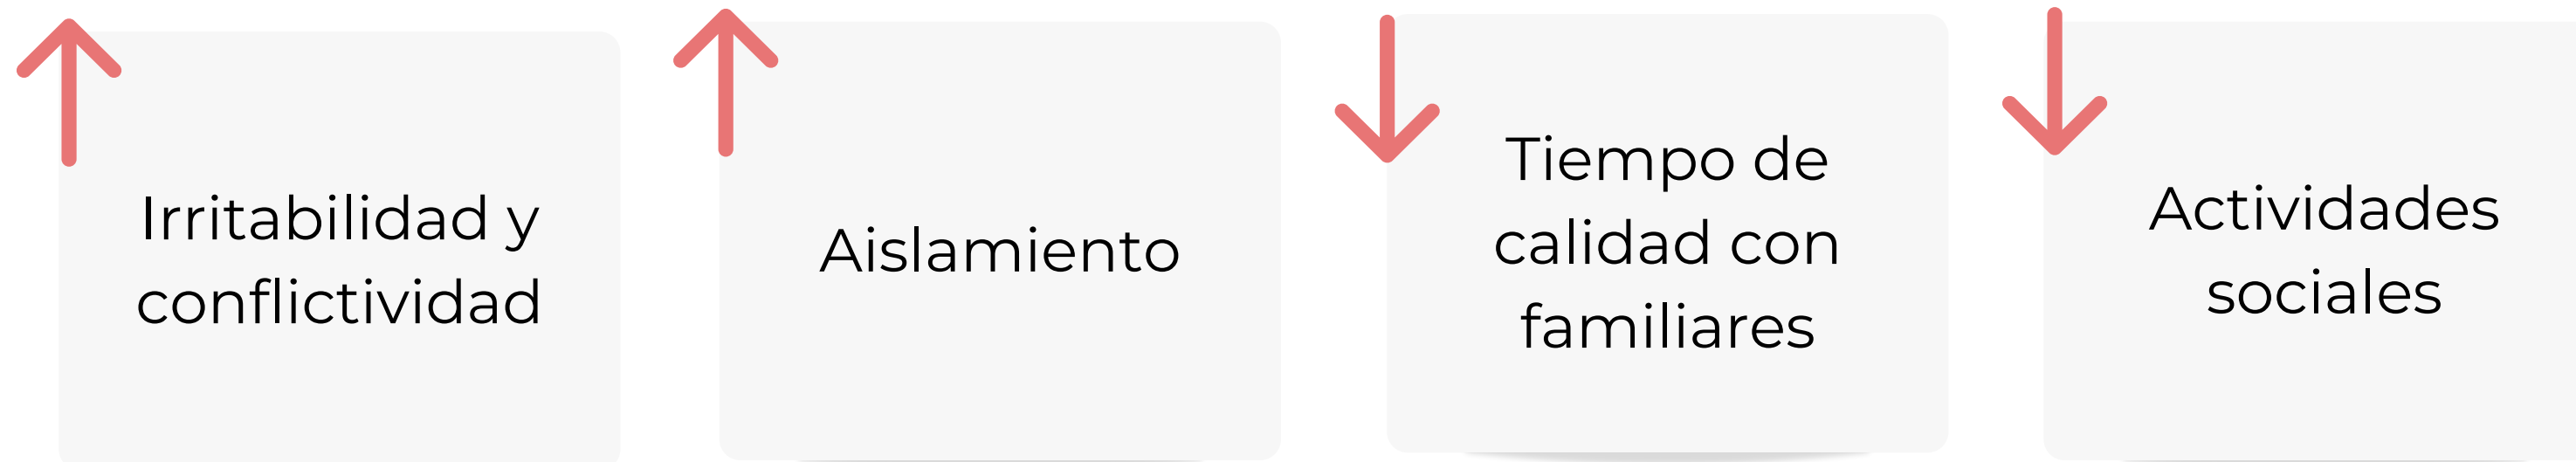 Irritabilidad y
conflictividad
Aislamiento
Tiempo de
calidad con
familiares
Actividades
sociales